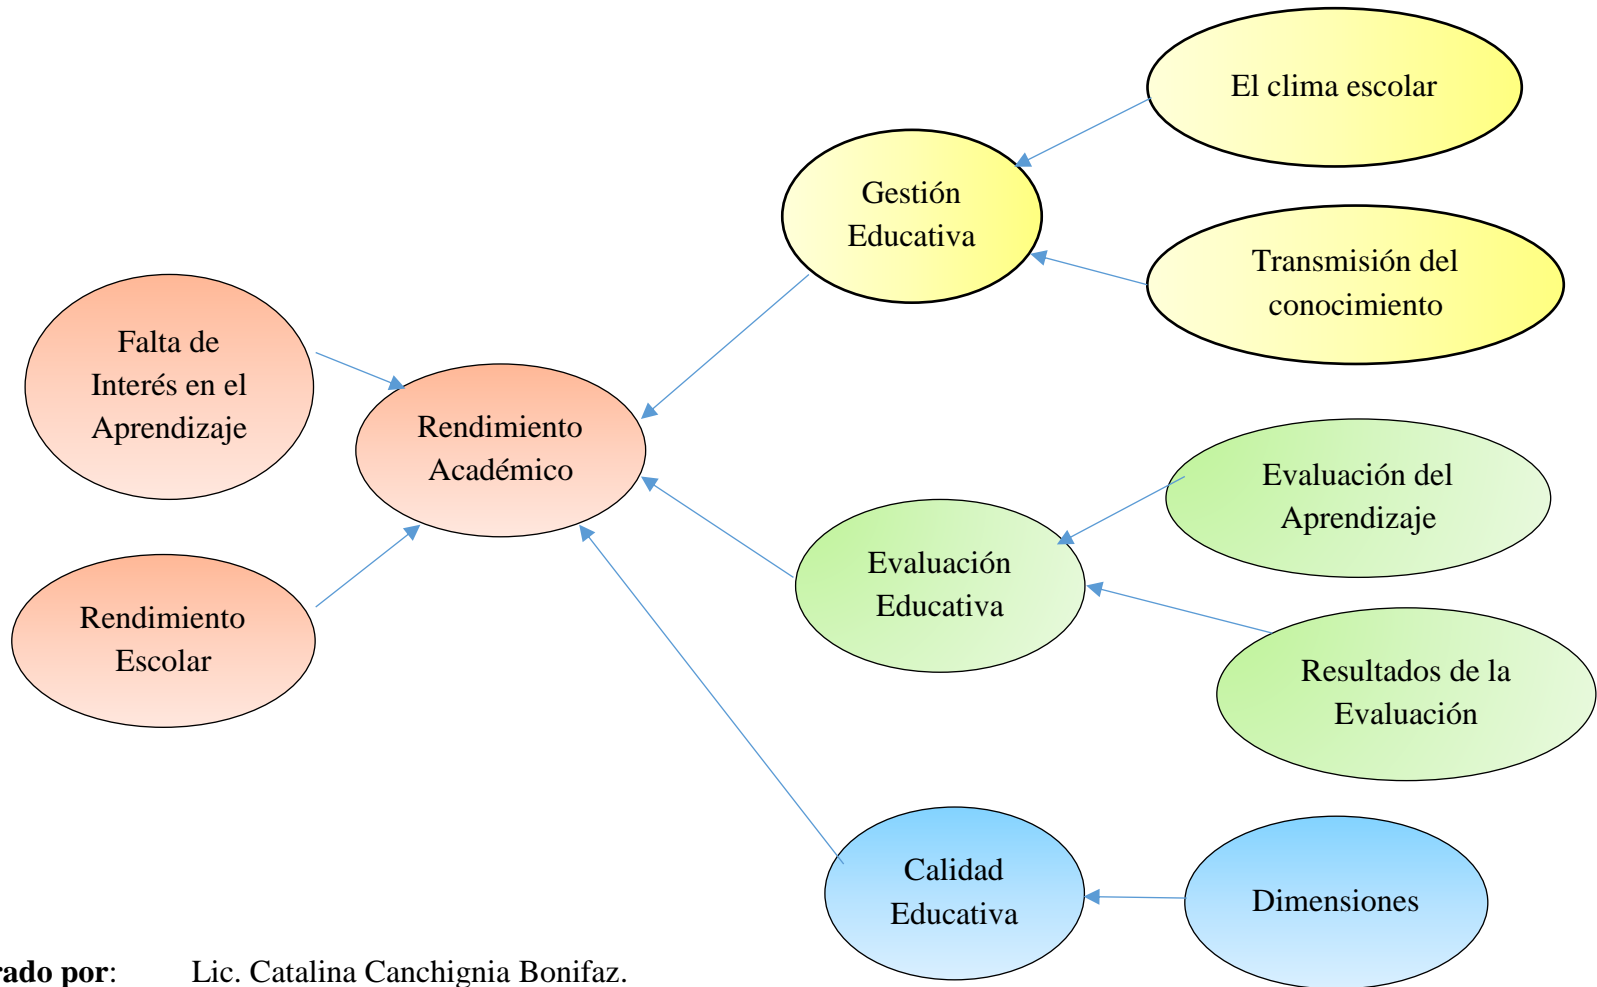 El clima escolar
Gestión
Educativa
Transmisión del
conocimiento
Falta de
Interés en el
Aprendizaje
Rendimiento
Académico
Evaluación del
Aprendizaje
Evaluación
Educativa
Rendimiento
Escolar
Resultados de la
Evaluación
Calidad
Educativa
Dimensiones
por: Lic. Catalina Canchignia Bonifaz.